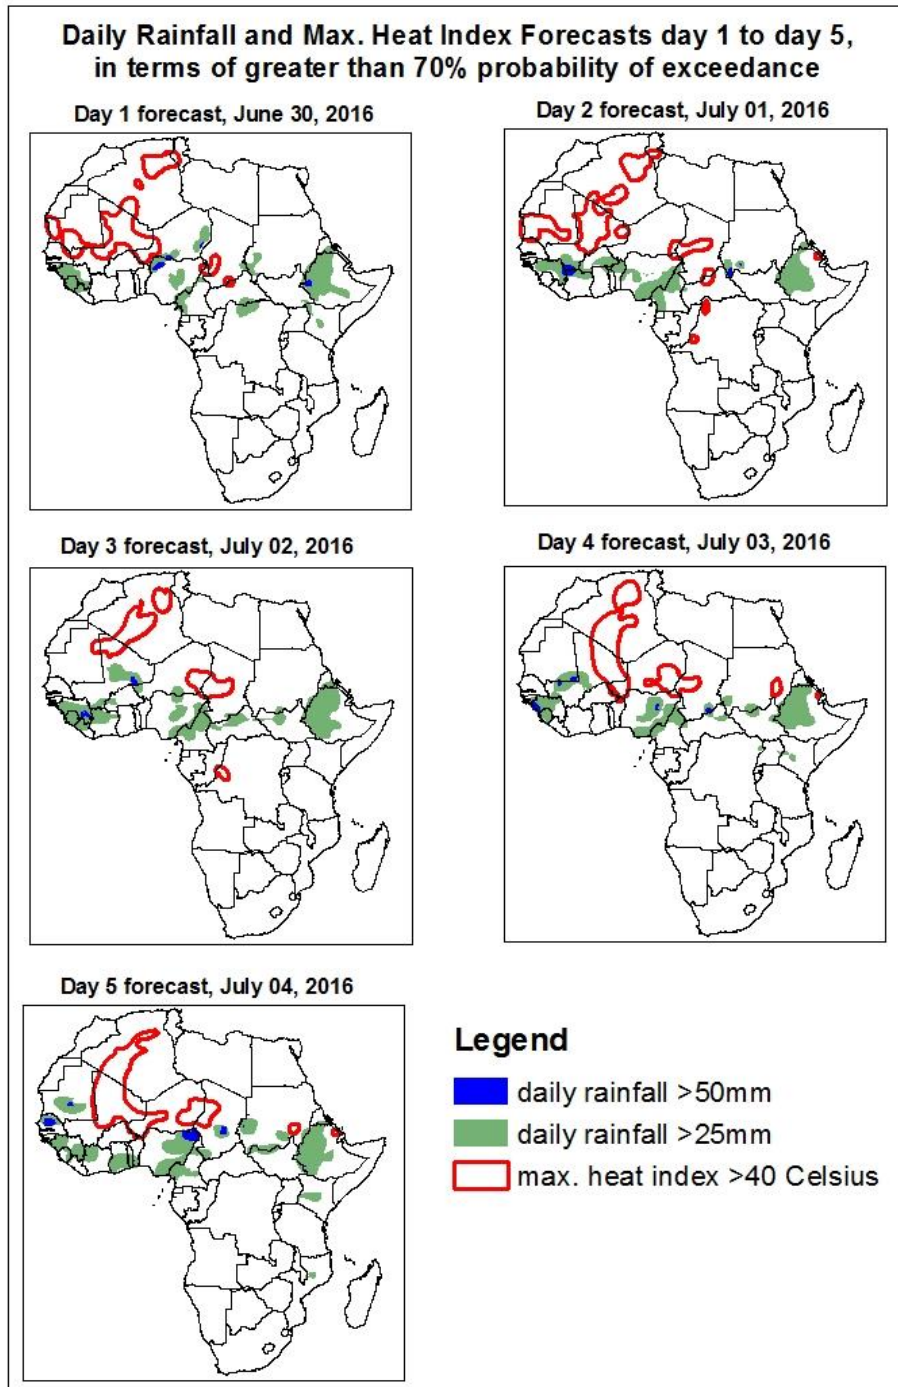 Daily Rainfall and Max. Heat Index Forecasts day 1 to day 5,
in terms of greater than 70% probability of exceedance
Day 1 forecast, June 30, 2016
Day 2 forecast, July 01, 2016
Day 3 forecast, July 02, 2016
Day 4 forecast, July 03, 2016
Day 5 forecast, July 04, 2016
Legend
daily rainfall >50mm
daily rainfall >25mm
max. heat index >40 Celsius